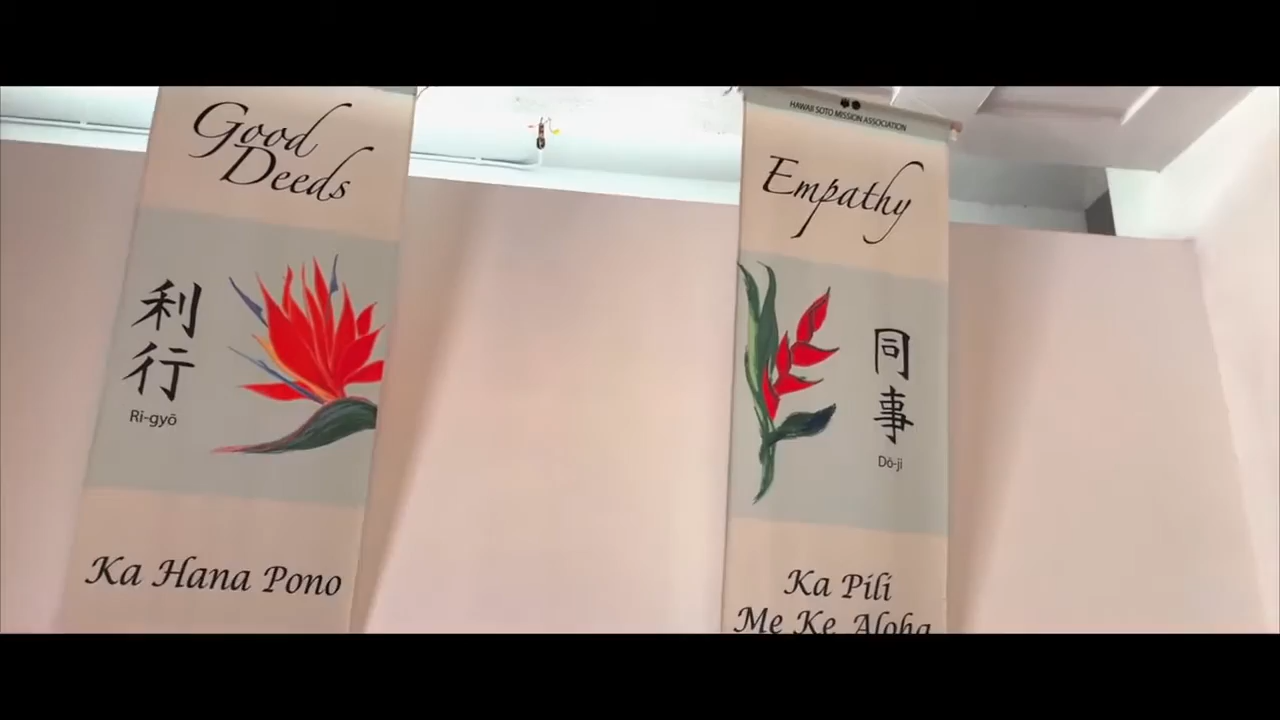 Good
Deeds
利
行
Ri-gyō
Ka Hana Pono
HAWAII SOTO MISSION ASSOCIATION
Empathy
同
事
Dō-ji
Ka Pili
Me Ke Aloha